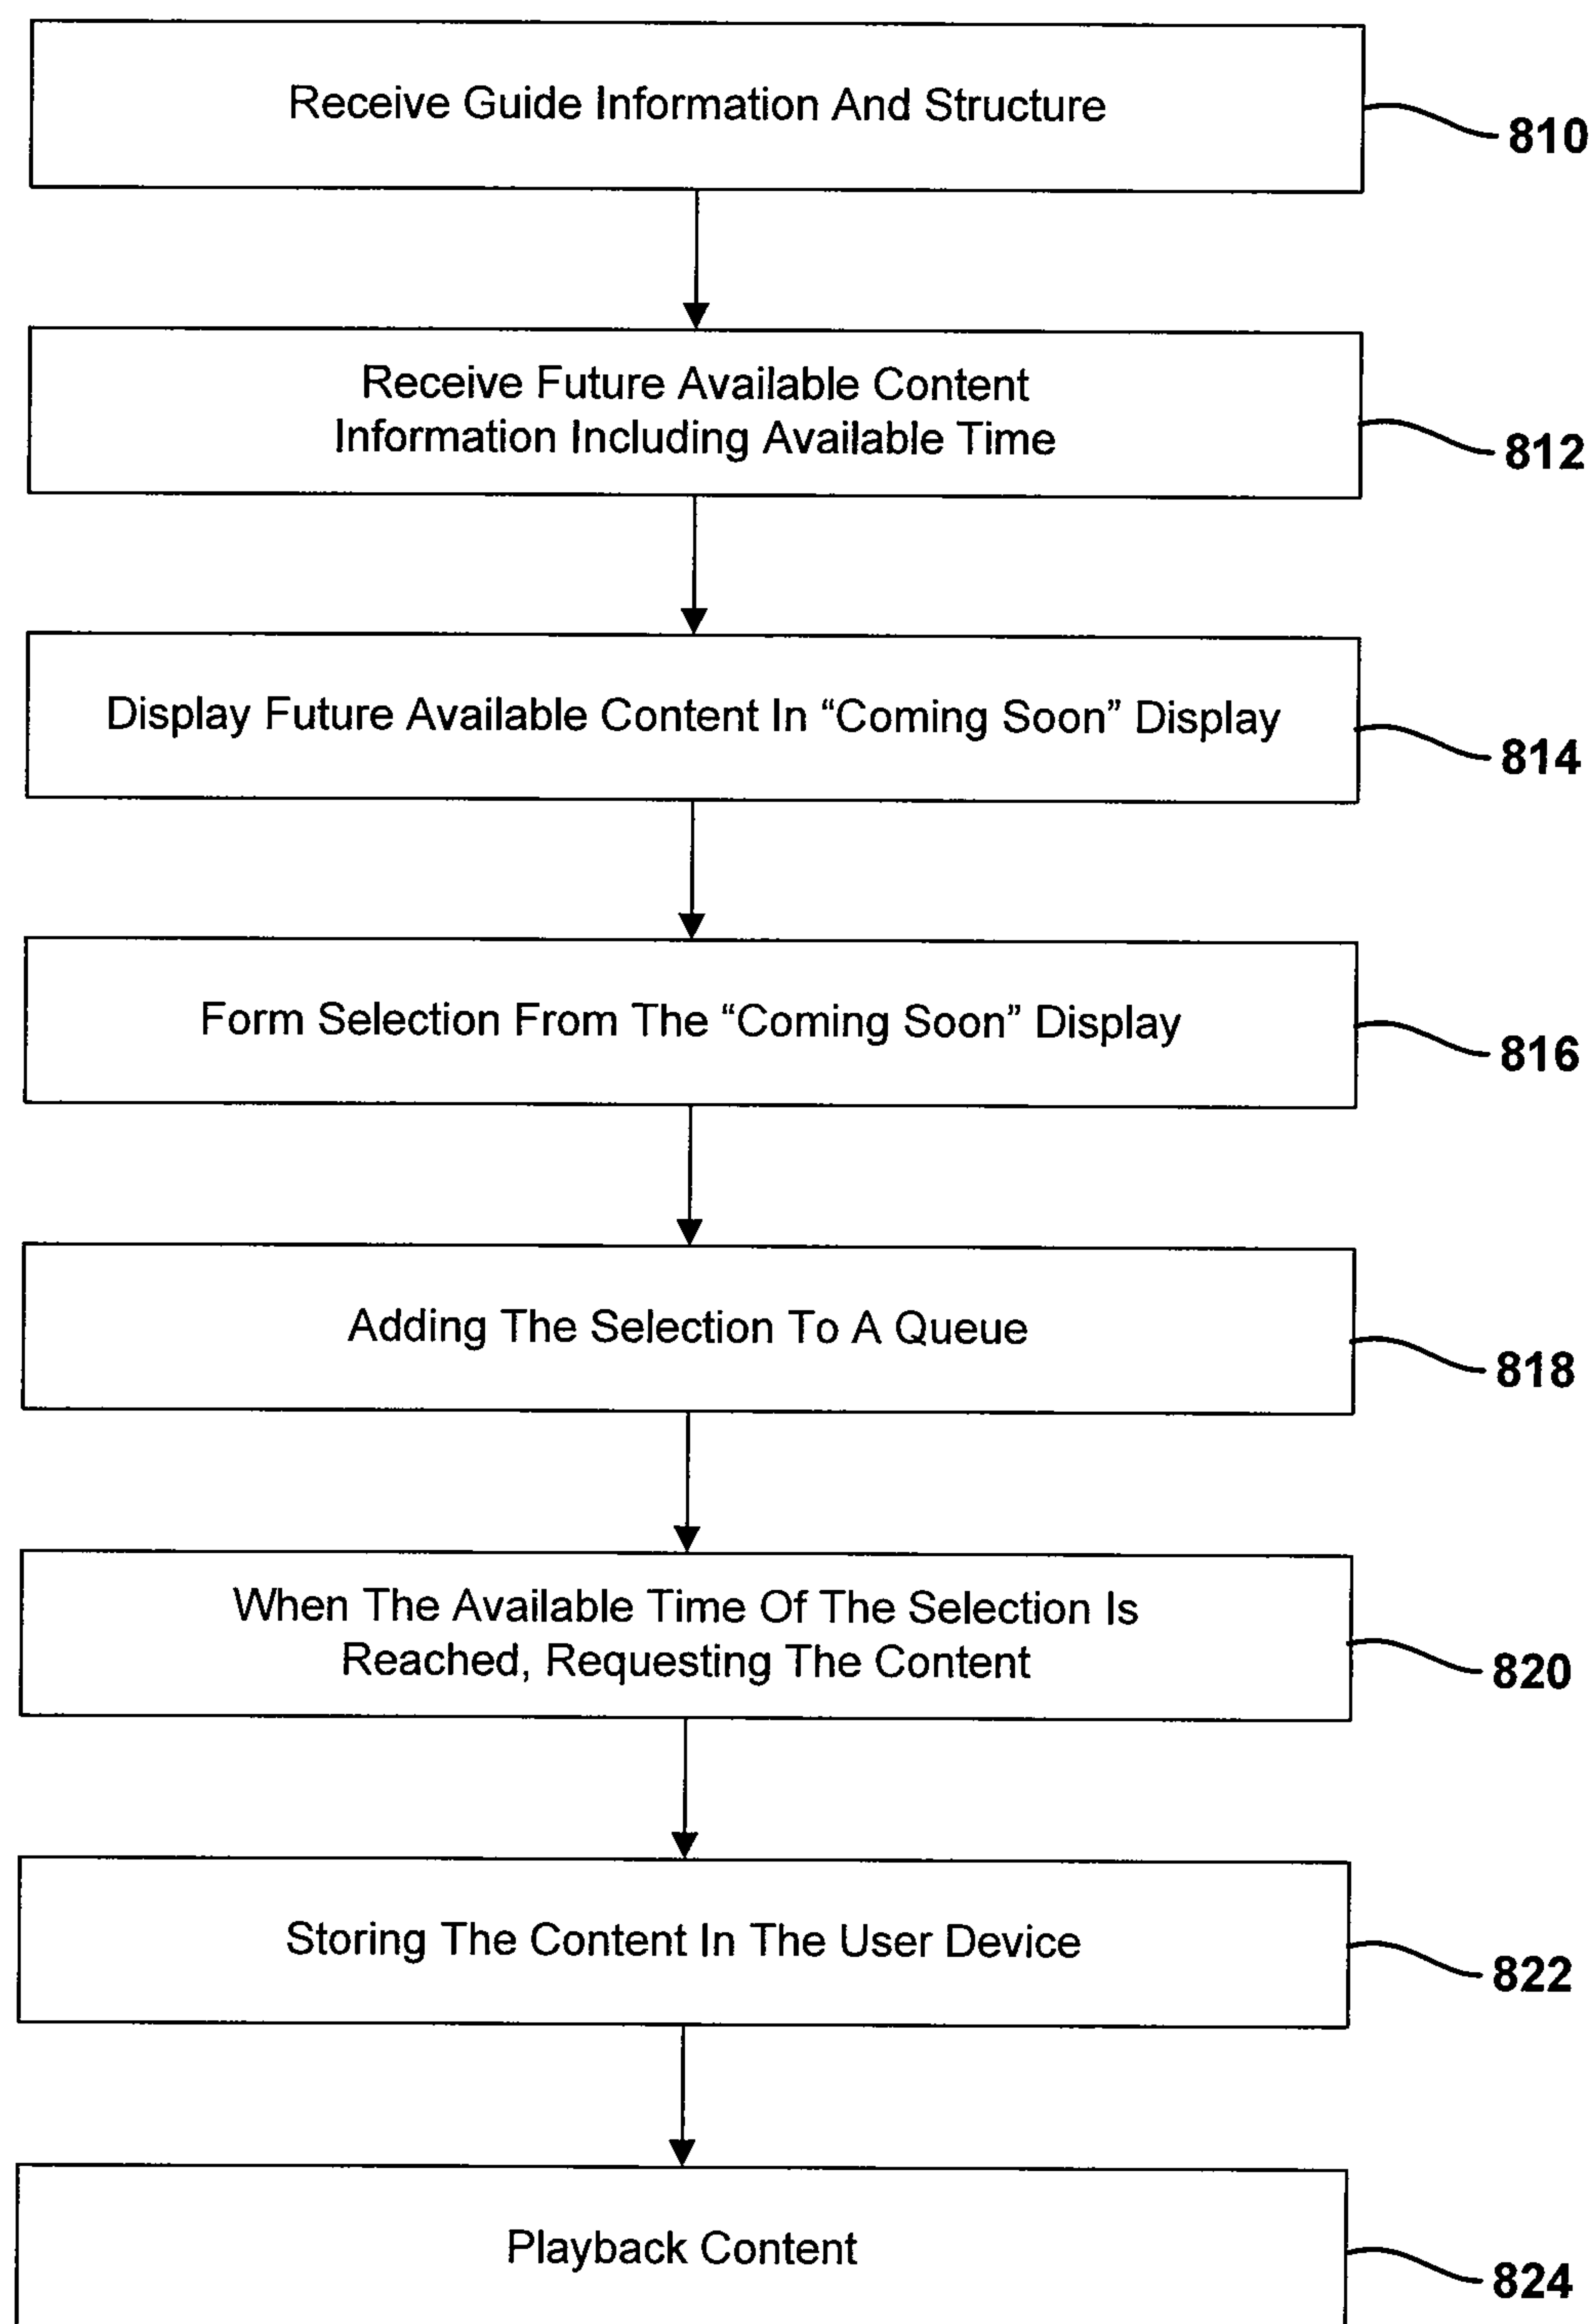 Receive Guide Information And Structure
810
Receive Future Available Content
Information Including Available Time
812
Display Future Available Content In “Coming Soon” Display
814
Form Selection From The “Coming Soon” Display
816
Adding The Selection To A Queue
818
When The Available Time Of The Selection Is
Reached, Requesting The Content
820
Storing The Content In The User Device
822
Playback Content
824